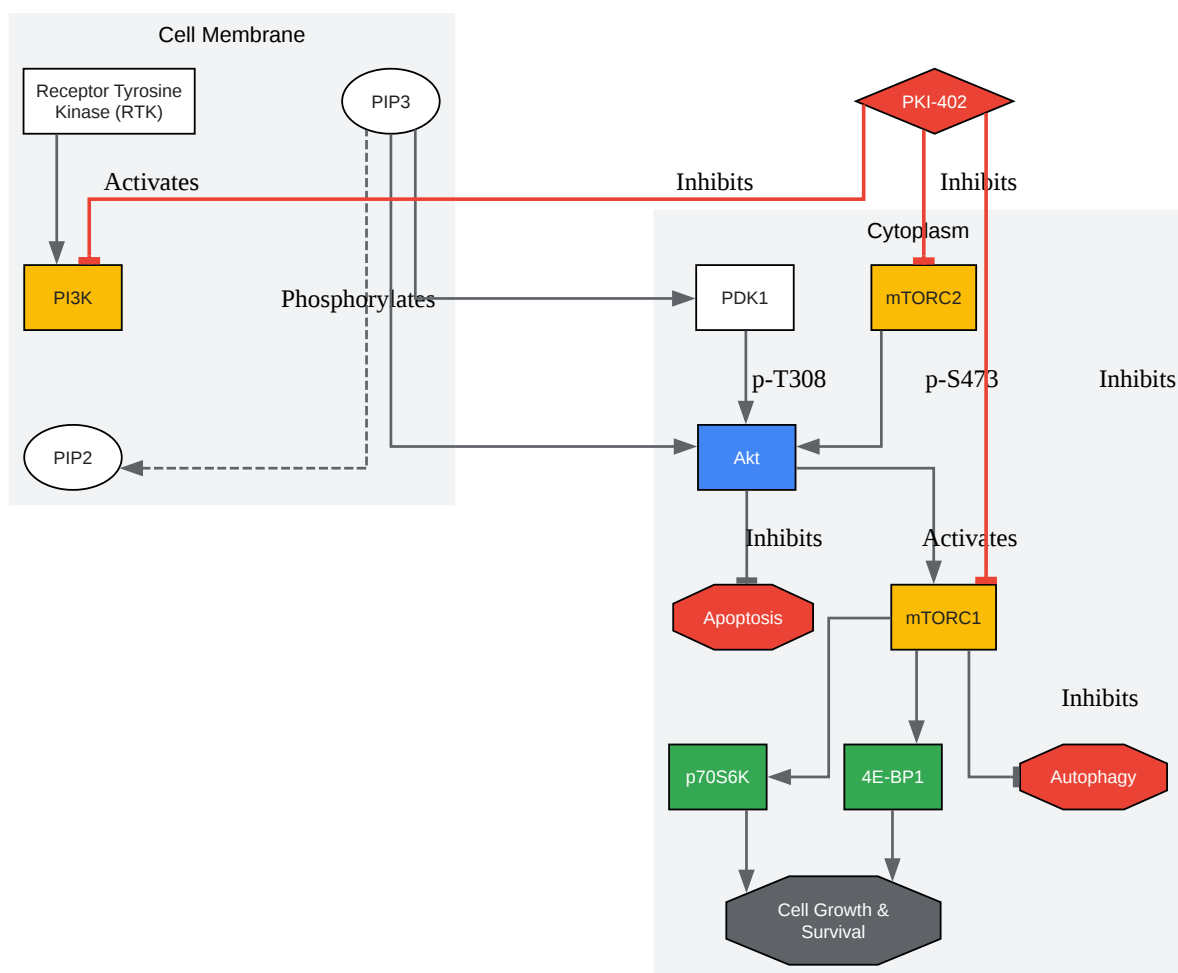 Cell Membrane
Receptor Tyrosine
Kinase (RTK)
PIP3
PKI-402
Activates
Inhibits
Inhibits
Cytoplasm
PI3K
Phosphorylates
PDK1
mTORC2
p-T308
p-S473
Inhibits
PIP2
Akt
Inhibits
Activates
Apoptosis
mTORC1
Inhibits
p70S6K
4E-BP1
Autophagy
Cell Growth &
Survival